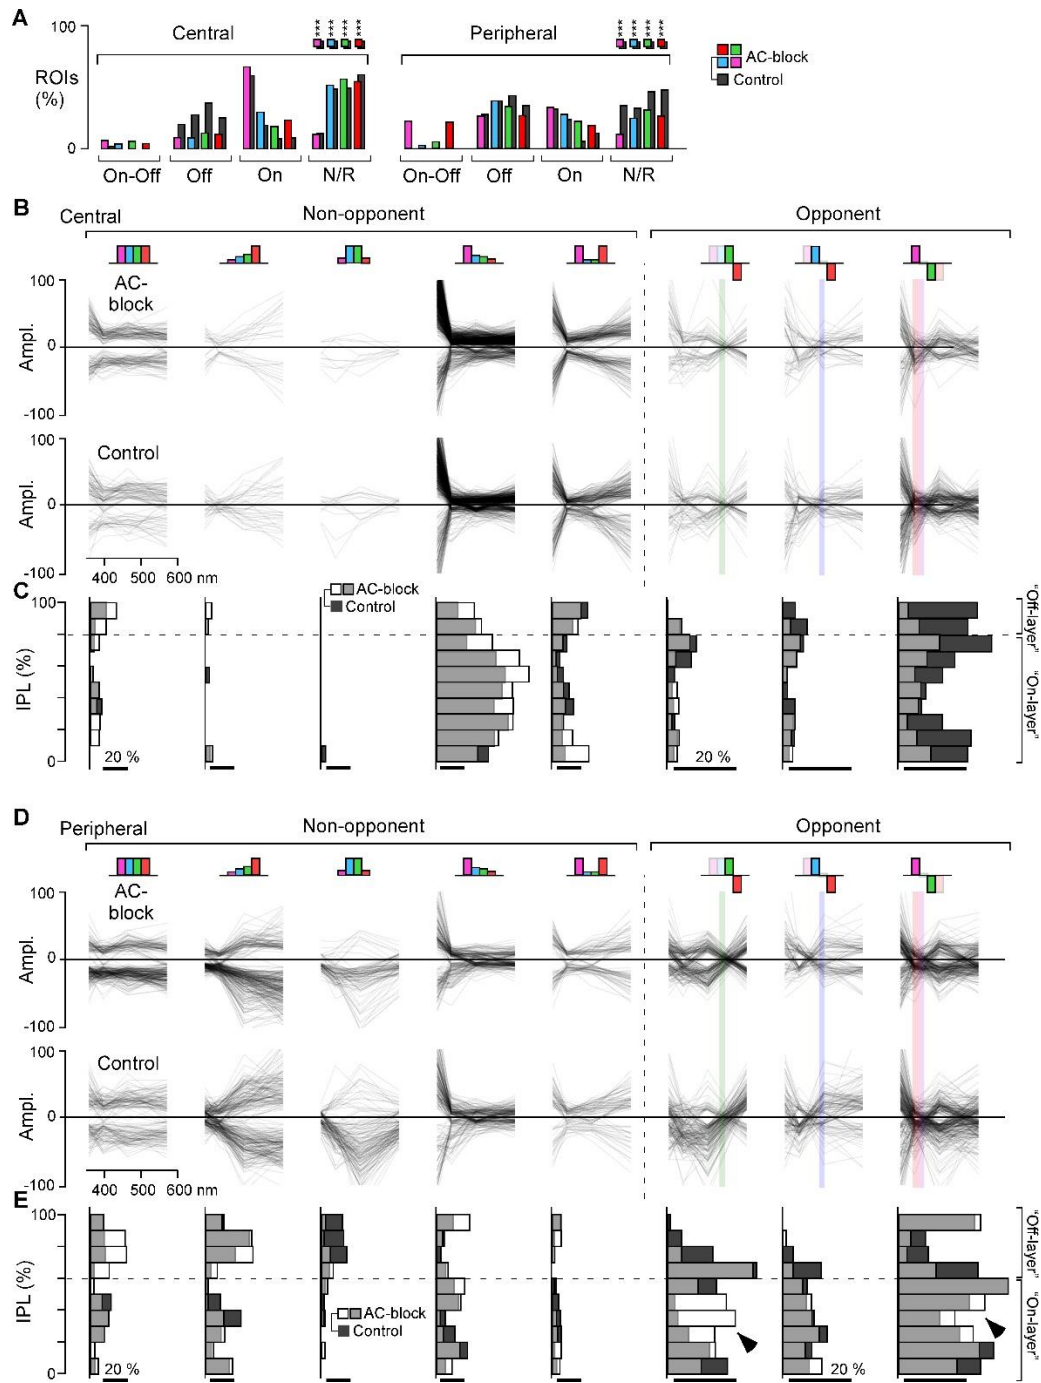 A
100
Central
Peripheral
*** *** *** ***
*** *** *** ***
AC-block
Control
ROIs
(%)
0
On-Off
Off
On
N/R
On-Off
Off
On
N/R
B
Central
Non-opponent
Opponent
100
AC-
block
Ampl.
0
-100
100
Control
Ampl.
0
-100
400 500 600 nm
C
100
AC-block
Control
IPL (%)
0
20 %
20 %
"Off-layer"
"On-layer"
D
Peripheral
Non-opponent
Opponent
100
AC-
block
Ampl.
0
-100
100
Control
Ampl.
0
-100
400 500 600 nm
E
100
AC-block
Control
IPL (%)
0
20 %
20 %
"Off-layer"
"On-layer"